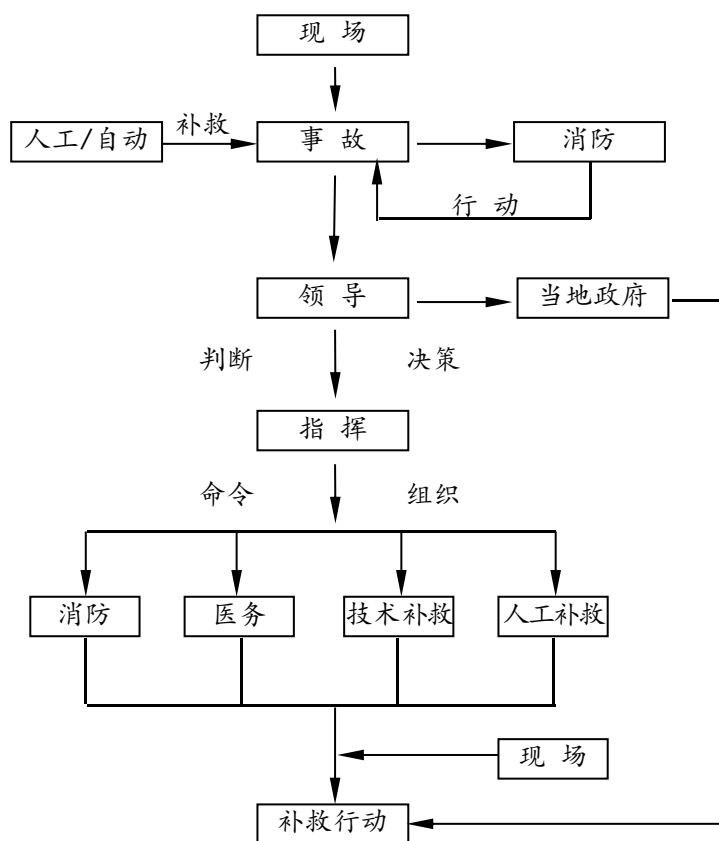 现 场
补救
人工/自动
事 故
消防
行 动
领 导
当地政府
判断
决策
指 挥
命令
组织
消防
医务
技术补救
人工补救
现 场
补救行动